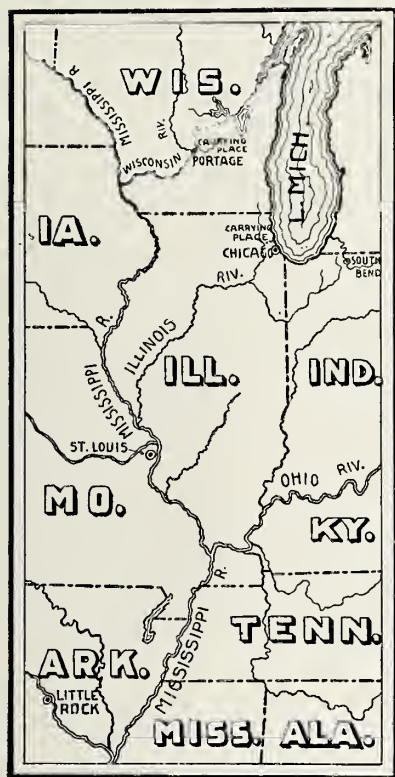 WIS.
MISSISSIPPI R.
WISCONSIN RIV.
CARRYING
PLACE
PORTAGE
L. MICH
IA.
CARRYING
PLACE
CHICAGO
SOUTH
BEND
ILLINOIS RIV.
MISSISSIPPI R.
ILL.
IND.
ST. LOUIS
OHIO RIV.
MO.
KY.
MISSISSIPPI R.
TENN.
ARK.
LITTLE
ROCK
MISS.
ALA.